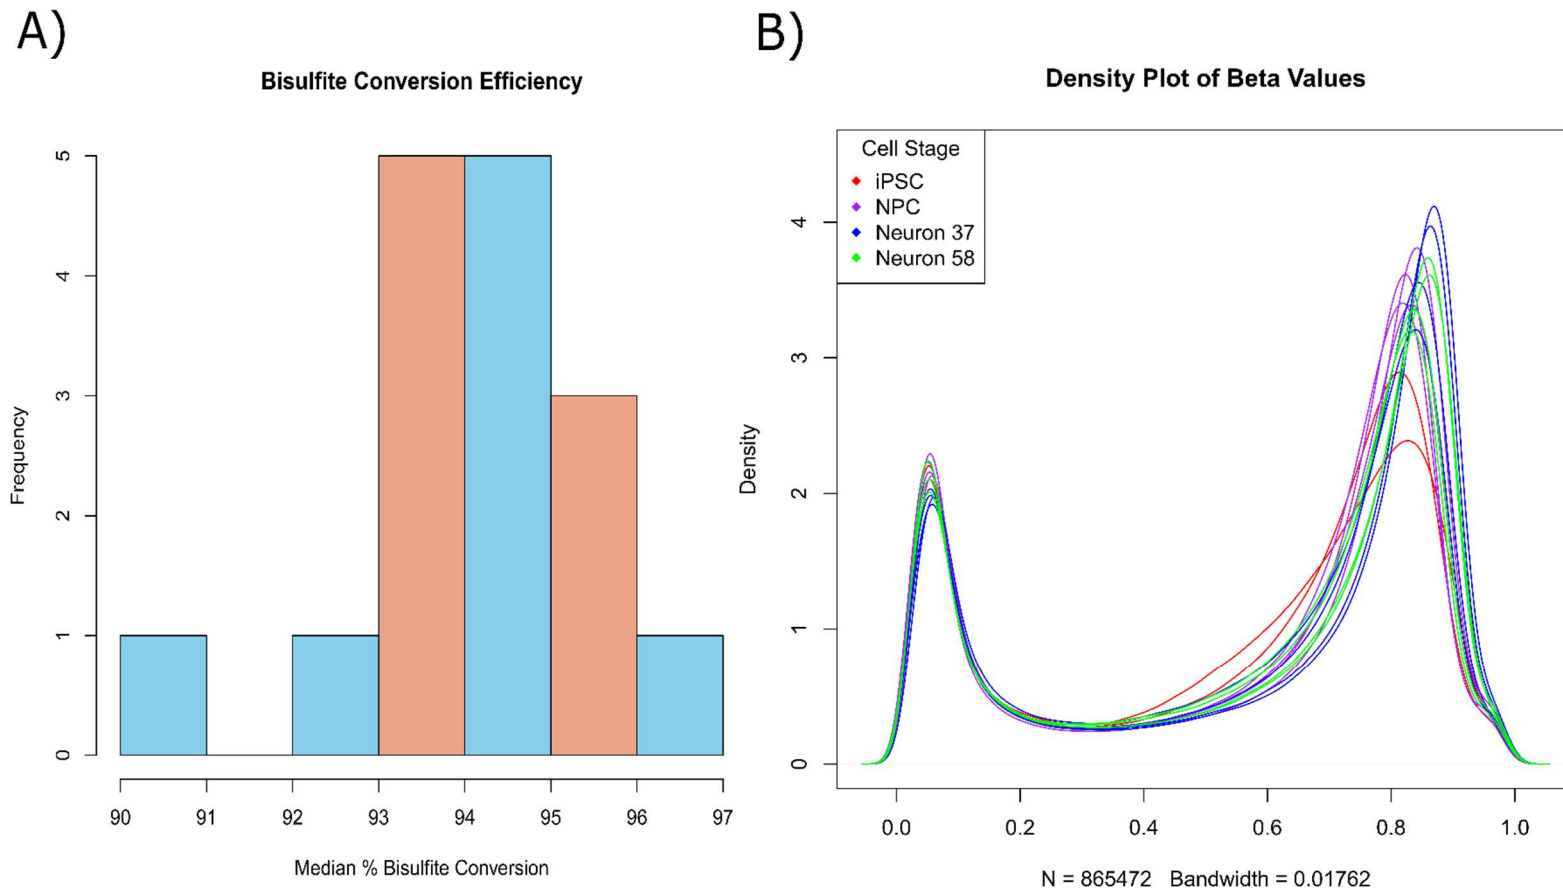 A)
Bisulfite Conversion Efficiency
5
4
3
2
1
0
Frequency
90 91 92 93 94 95 96 97
Median % Bisulfite Conversion
B)
Density Plot of Beta Values
Cell Stage
iPSC
NPC
Neuron 37
Neuron 58
4
3
2
1
0
Density
0.0 0.2 0.4 0.6 0.8 1.0
N = 865472 Bandwidth = 0.01762